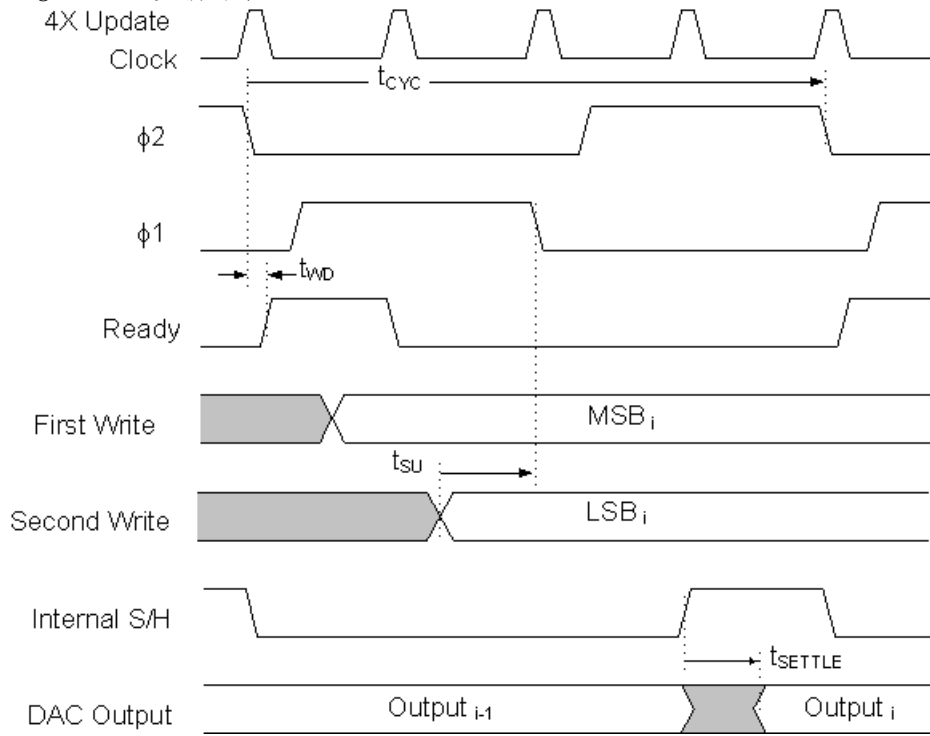 4X Update
Clock
tCYC
ϕ2
ϕ1
tWD
Ready
First Write
MSB i
tSU
Second Write
LSB i
Internal S/H
tSETTLE
DAC Output
Output i-1
Output i